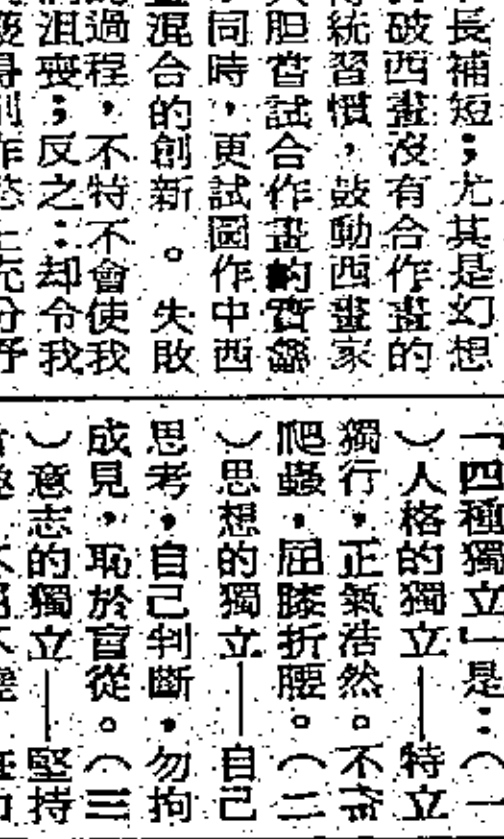 長補短；尤其是幻想
破西畫沒有合作畫的
統習慣，鼓動西畫家
胆嘗試合作畫的
同時，更試圖作中西
混合的創新。失敗
過程，不特不會使我
沮喪；反之：却令我
「四種獨立」是：（一
）人格的獨立——特立
獨行，正氣浩然。不
爬蟲，屈膝折腰。（二
）思想的獨立——自己
思考，自己判斷，勿拘
成見，恥於盲從。（三
）意志的獨立——堅持